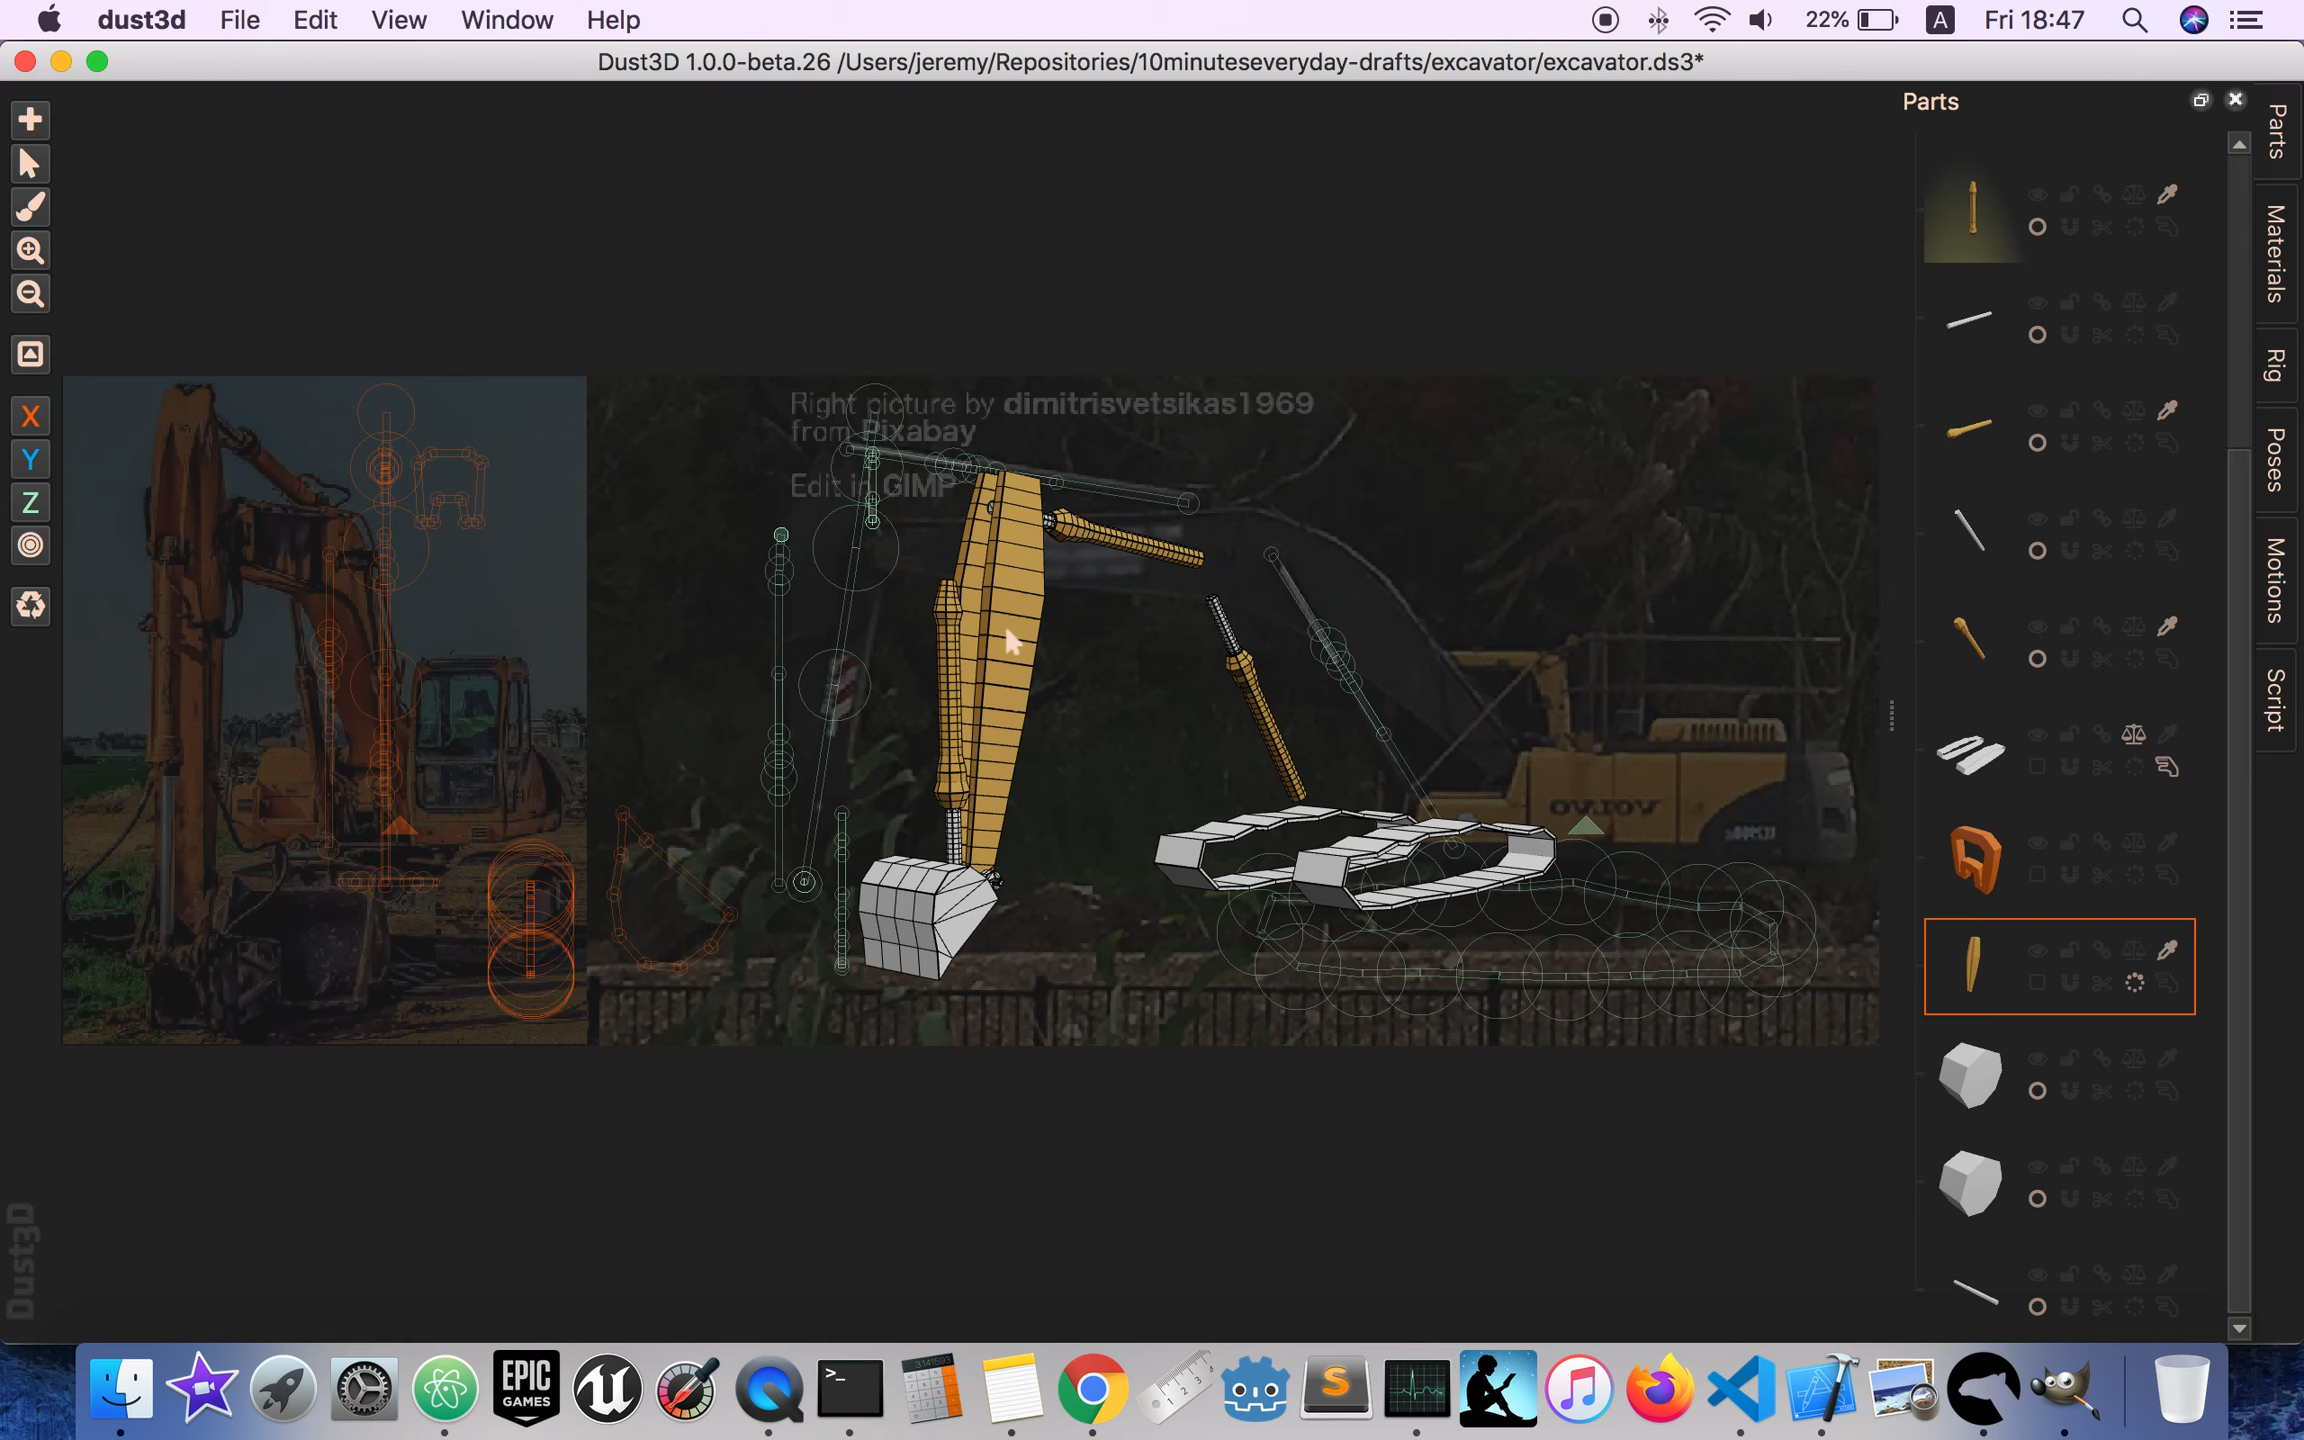 dust3d File Edit View Window Help 22% A Fri 18:47
Dust3D 1.0.0-beta.26 /Users/jeremy/Repositories/10minuteseveryday-drafts/excavator/excavator.ds3*
Parts
Parts
Materials
Rig
Poses
Motions
Script
X
Y
Z
Right picture by dimitrisvetsikas1969
from Pixabay
Edit in GIMP
VOLVO
Dust3D
EPIC
GAMES
3.141593
>_